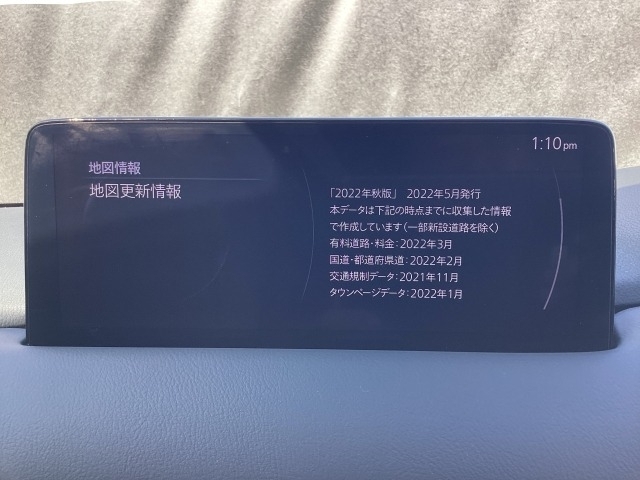 1:10pm
地図情報
地図更新情報
「2022年秋版」 2022年5月発行
本データは下記の時点までに収集した情報
で作成しています(一部新設道路を除く)
有料道路・料金:2022年3月
国道・都道府県道:2022年2月
交通規制データ:2021年11月
タウンページデータ:2022年1月